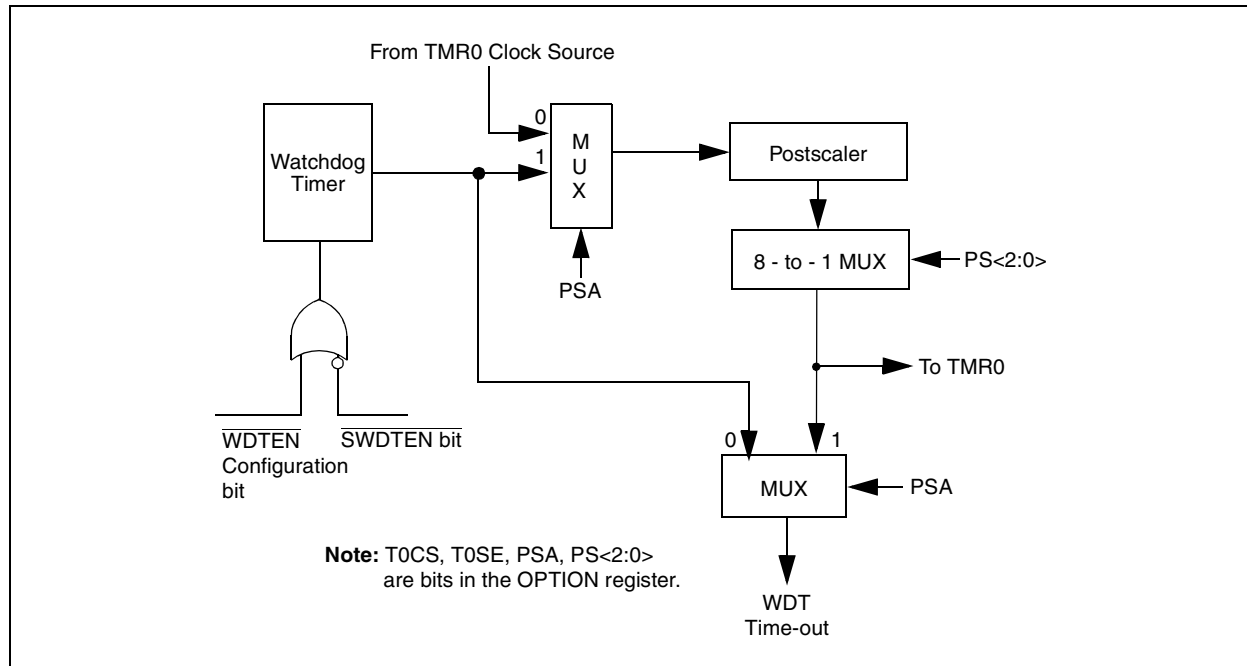 From TMR0 Clock Source
0
1
M
U
X
Watchdog
Timer
Postscaler
8 - to - 1 MUX
PS<2:0>
PSA
To TMR0
WDTEN
Configuration
bit
SWDTEN bit
0
1
MUX
PSA
Note: T0CS, T0SE, PSA, PS<2:0>
are bits in the OPTION register.
WDT
Time-out